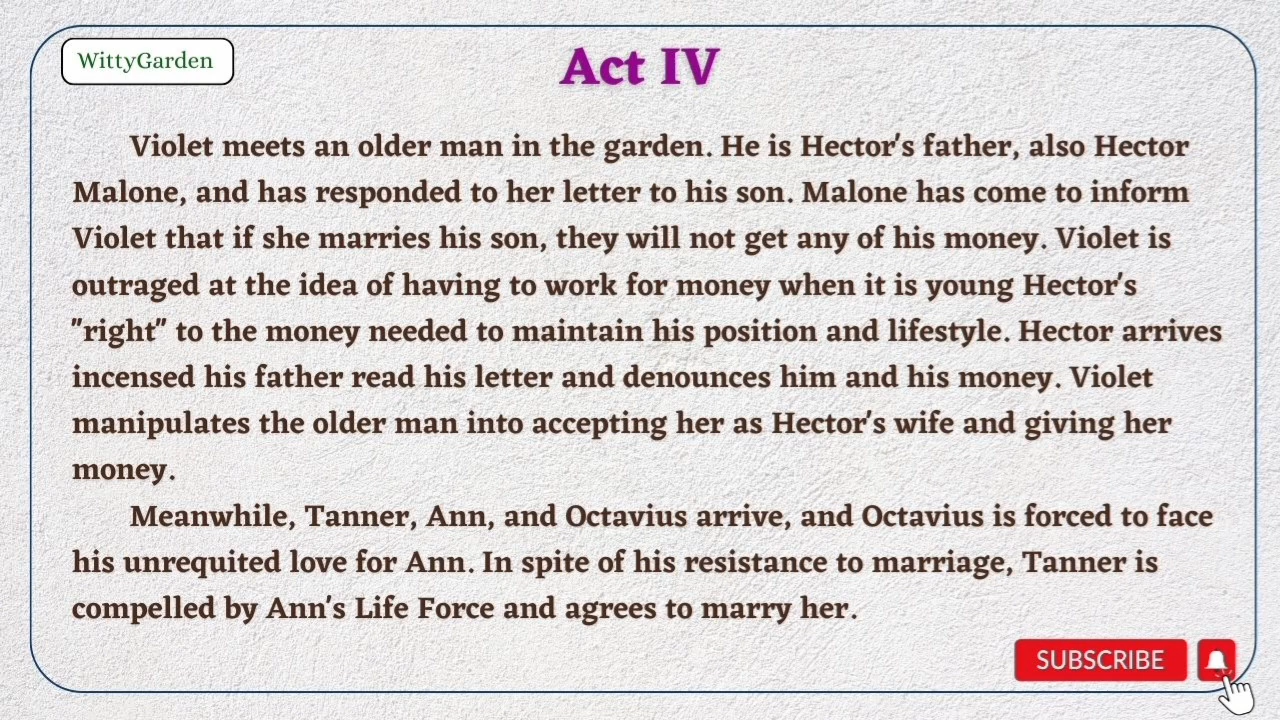 WittyGarden
Act IV
Violet meets an older man in the garden. He is Hector's father, also Hector
Malone, and has responded to her letter to his son. Malone has come to inform
Violet that if she marries his son, they will not get any of his money. Violet is
outraged at the idea of having to work for money when it is young Hector's
"right" to the money needed to maintain his position and lifestyle. Hector arrives
incensed his father read his letter and denounces him and his money. Violet
manipulates the older man into accepting her as Hector's wife and giving her
money.
Meanwhile, Tanner, Ann, and Octavius arrive, and Octavius is forced to face
his unrequited love for Ann. In spite of his resistance to marriage, Tanner is
compelled by Ann's Life Force and agrees to marry her.
SUBSCRIBE